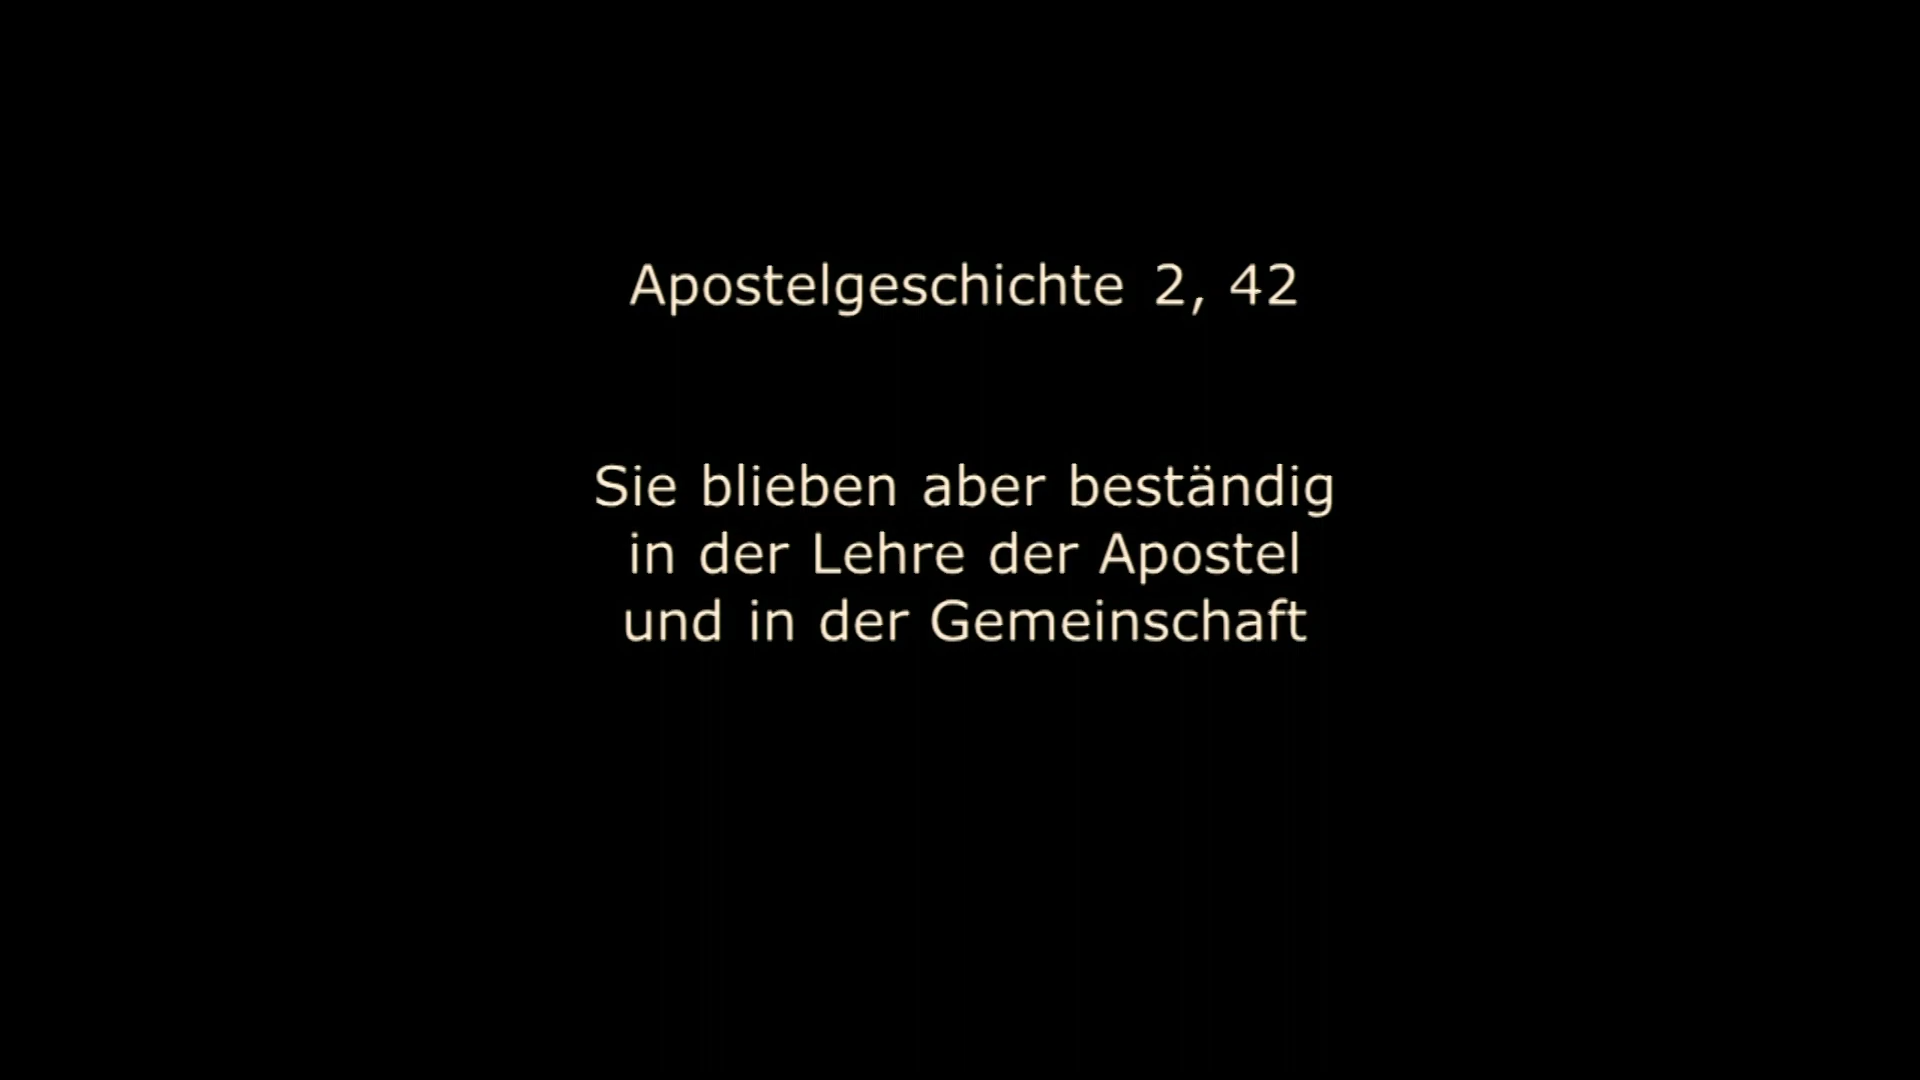 Apostelgeschichte 2, 42
Sie blieben aber beständig
in der Lehre der Apostel
und in der Gemeinschaft